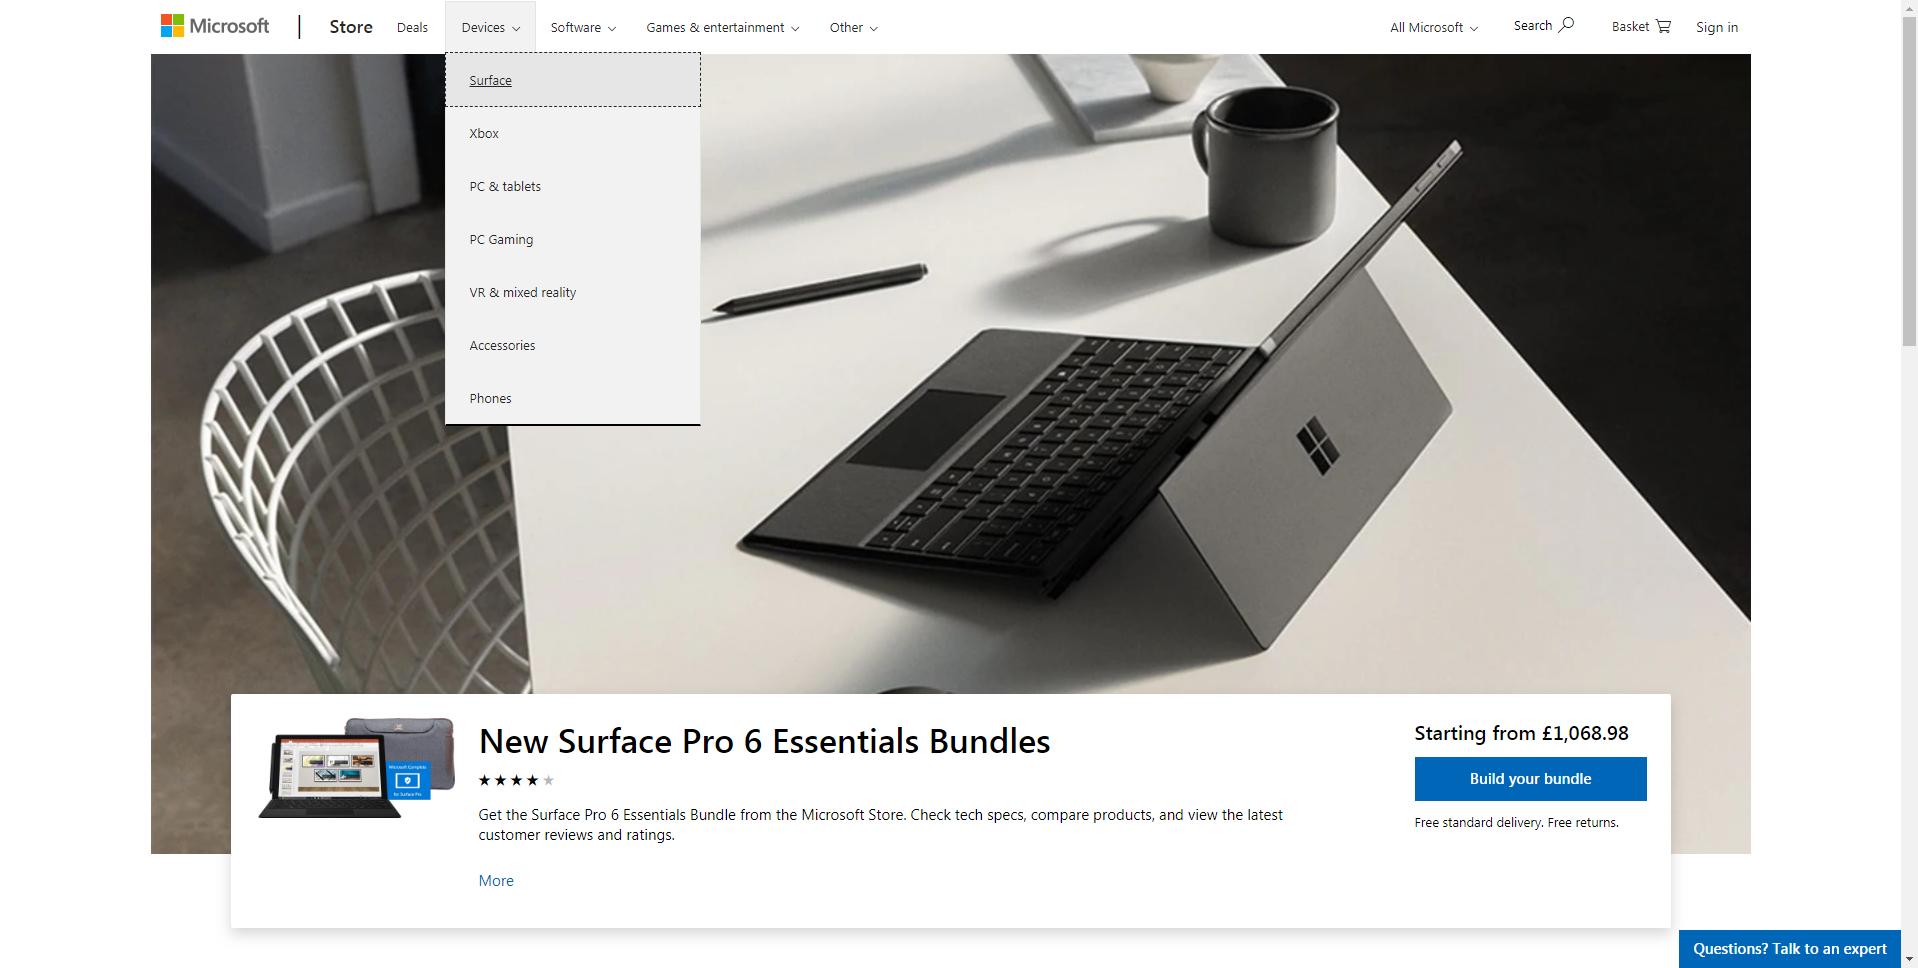 Microsoft
Store
Deals
Devices
Software
Games & entertainment
Other
All Microsoft
Search
Basket
Sign in
Surface
Xbox
PC & tablets
PC Gaming
VR & mixed reality
Accessories
Phones
New Surface Pro 6 Essentials Bundles
Get the Surface Pro 6 Essentials Bundle from the Microsoft Store. Check tech specs, compare products, and view the latest
customer reviews and ratings.
More
Microsoft Complete
for Surface Pro
Starting from £1,068.98
Build your bundle
Free standard delivery. Free returns.
Questions? Talk to an expert